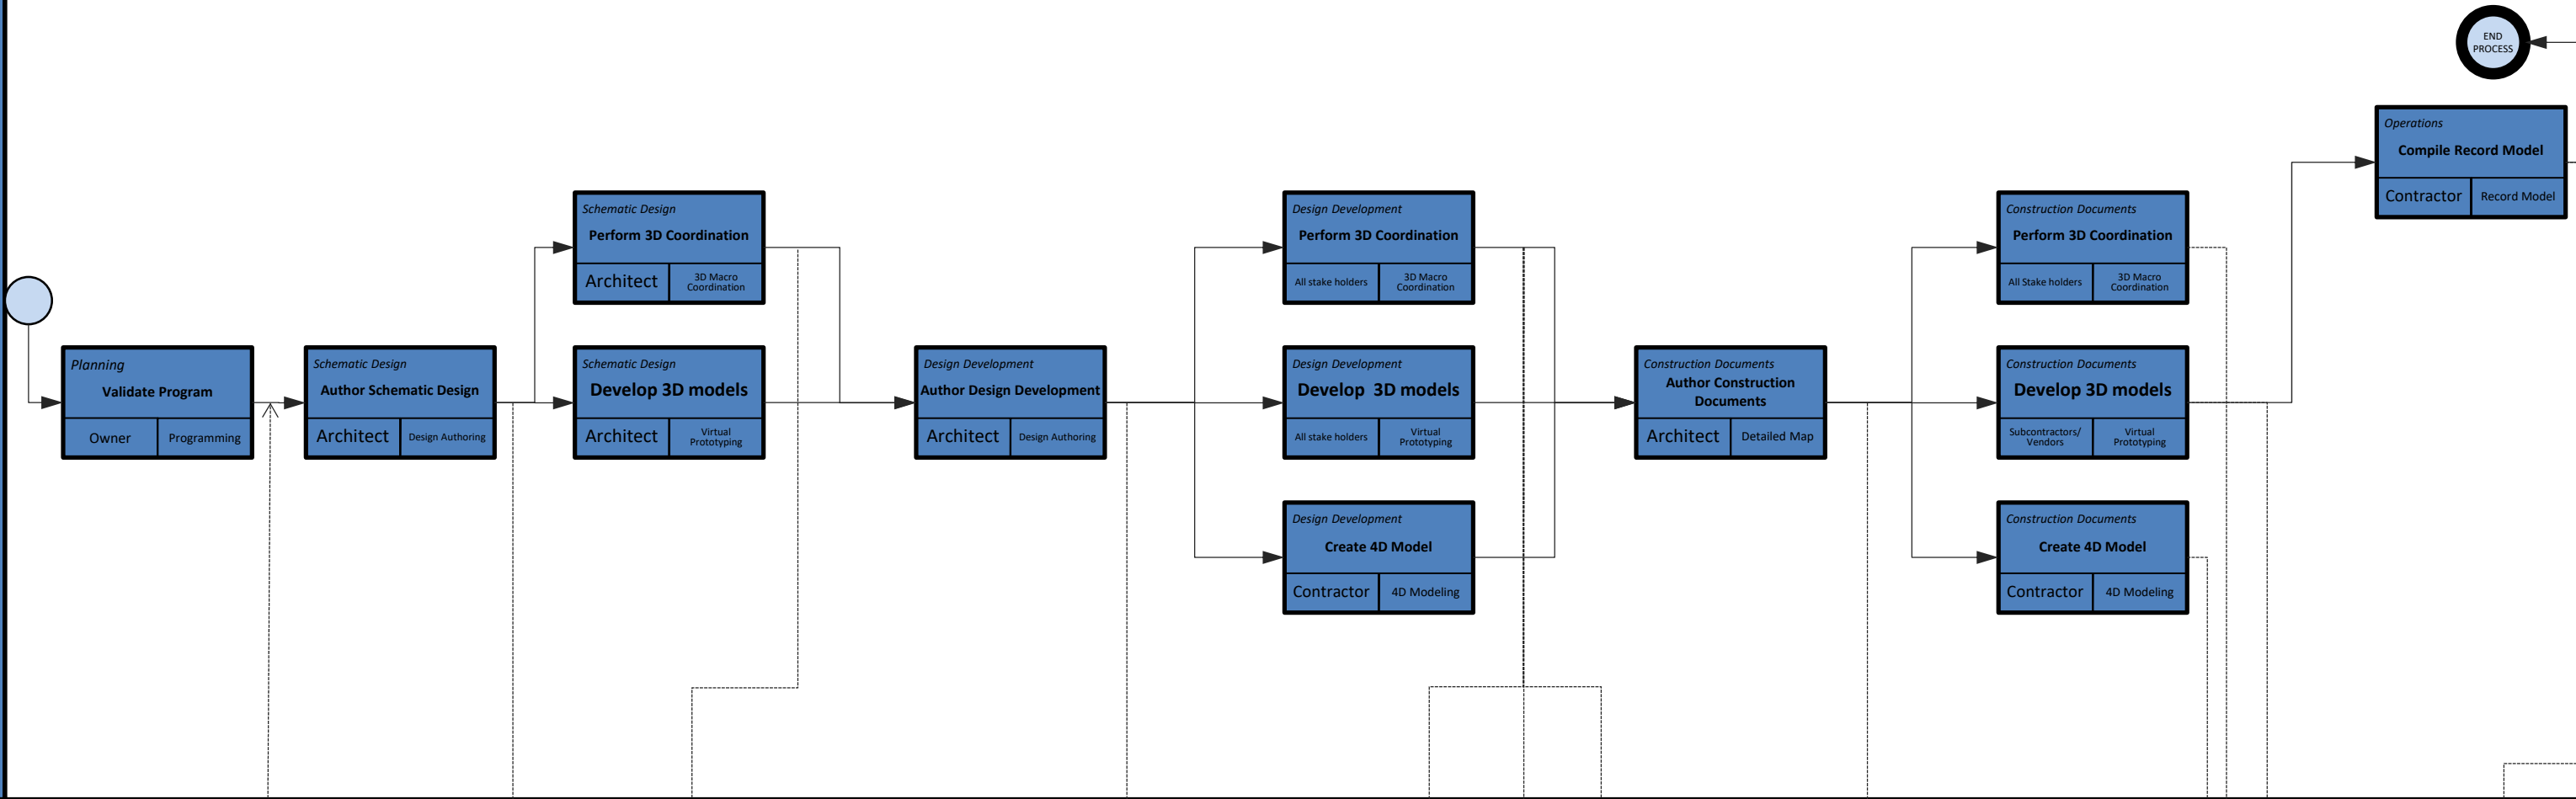 END
PROCESS
Operations
Compile Record Model
Contractor
Record Model
Schematic Design
Perform 3D Coordination
Architect
3D Macro
Coordination
Design Development
Perform 3D Coordination
All stake holders
3D Macro
Coordination
Construction Documents
Perform 3D Coordination
All Stake holders
3D Macro
Coordination
Planning
Validate Program
Owner
Programming
Schematic Design
Author Schematic Design
Architect
Design Authoring
Schematic Design
Develop 3D models
Architect
Virtual
Prototyping
Design Development
Author Design Development
Architect
Design Authoring
Design Development
Develop  3D models
All stake holders
Virtual
Prototyping
Construction Documents
Author Construction
Documents
Architect
Detailed Map
Construction Documents
Develop 3D models
Subcontractors/
Vendors
Virtual
Prototyping
Design Development
Create 4D Model
Contractor
4D Modeling
Construction Documents
Create 4D Model
Contractor
4D Modeling